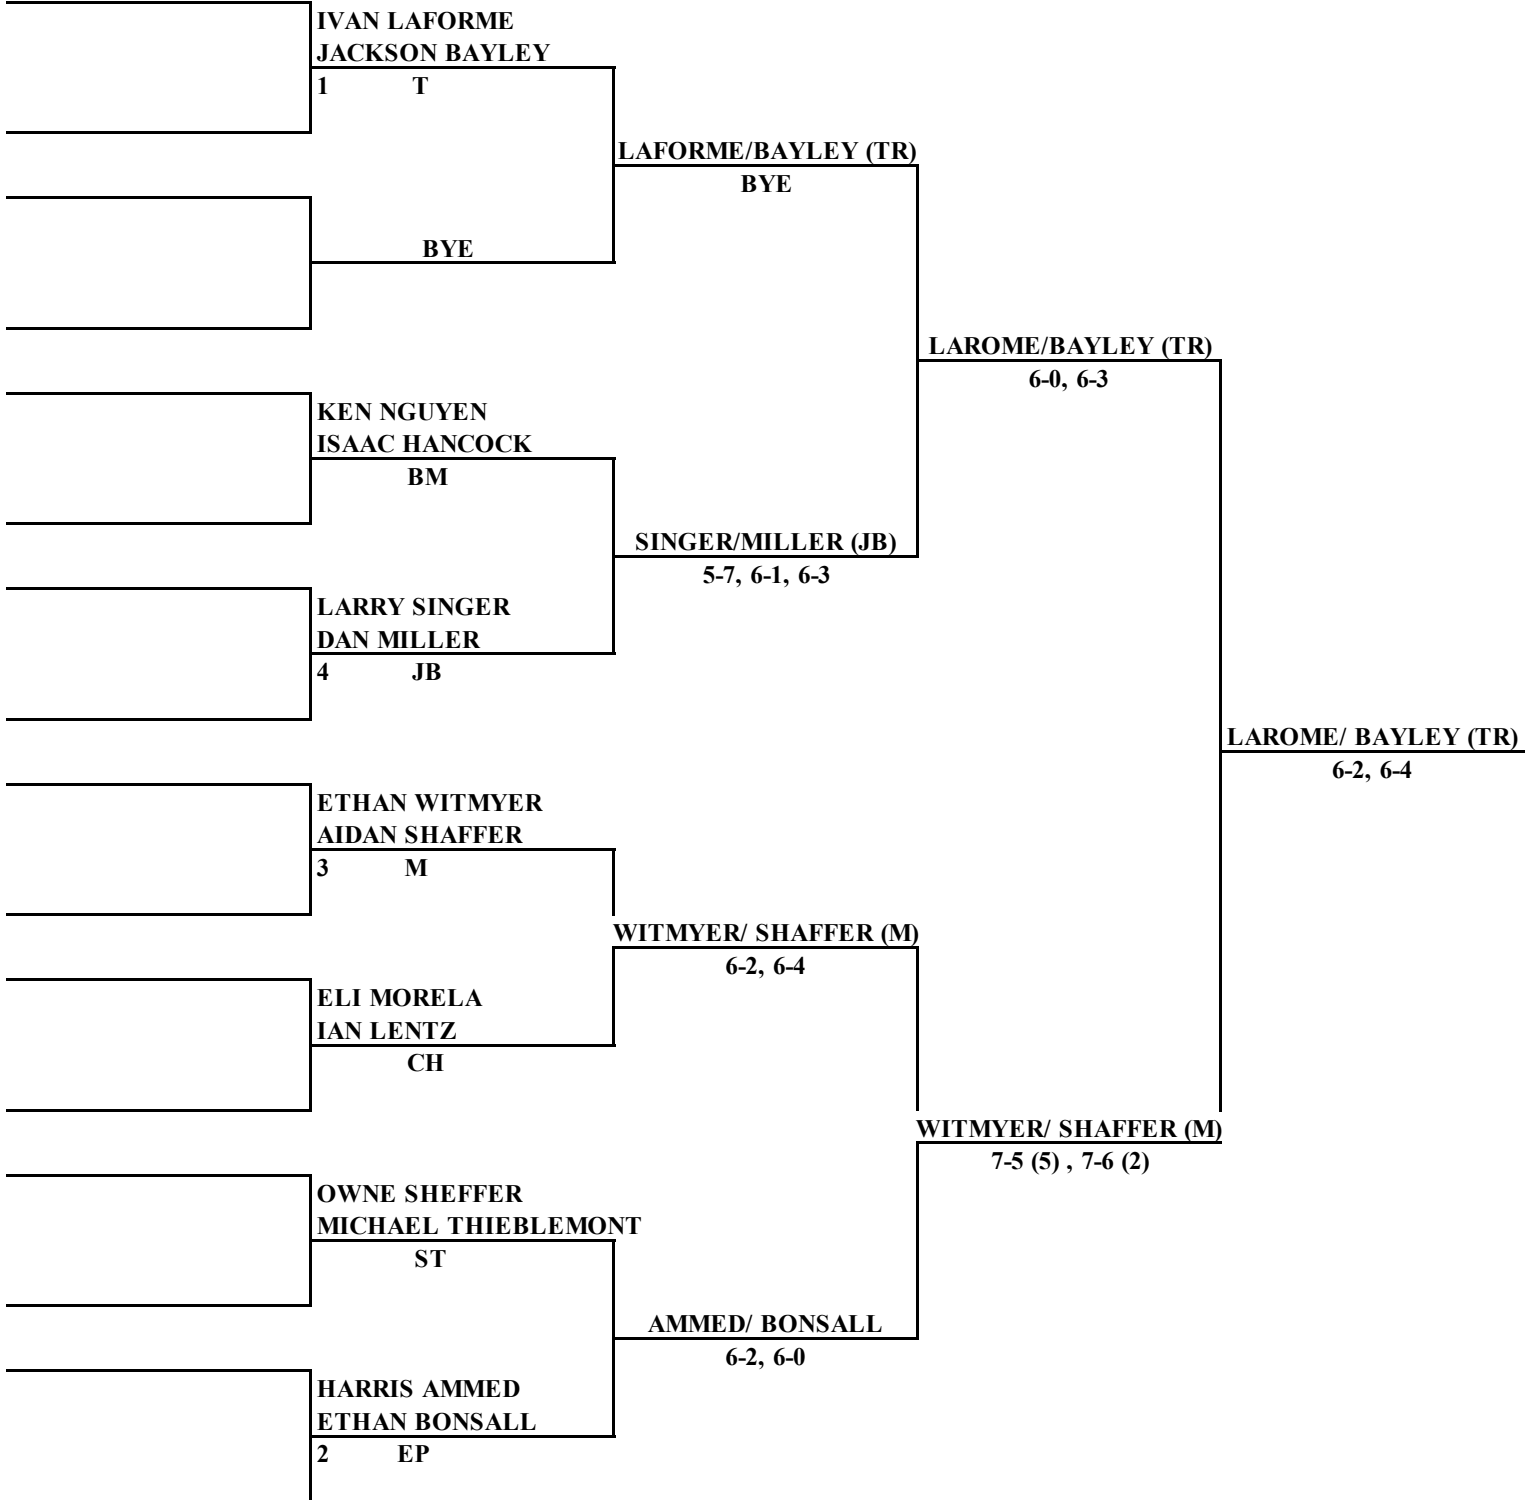 IVAN LAFORME
JACKSON BAYLEY
1 T
LAFORME/BAYLEY (TR)
BYE
BYE
LAROME/BAYLEY (TR)
6-0, 6-3
KEN NGUYEN
ISAAC HANCOCK
BM
SINGER/MILLER (JB)
5-7, 6-1, 6-3
LARRY SINGER
DAN MILLER
4 JB
LAROME/ BAYLEY (TR)
6-2, 6-4
ETHAN WITMYER
AIDAN SHAFFER
3 M
WITMYER/ SHAFFER (M)
6-2, 6-4
ELI MORELA
IAN LENTZ
CH
WITMYER/ SHAFFER (M)
7-5 (5) , 7-6 (2)
OWNE SHEFFER
MICHAEL THIEBLEMONT
ST
AMMED/ BONSALL
6-2, 6-0
HARRIS AMMED
ETHAN BONSALL
2 EP